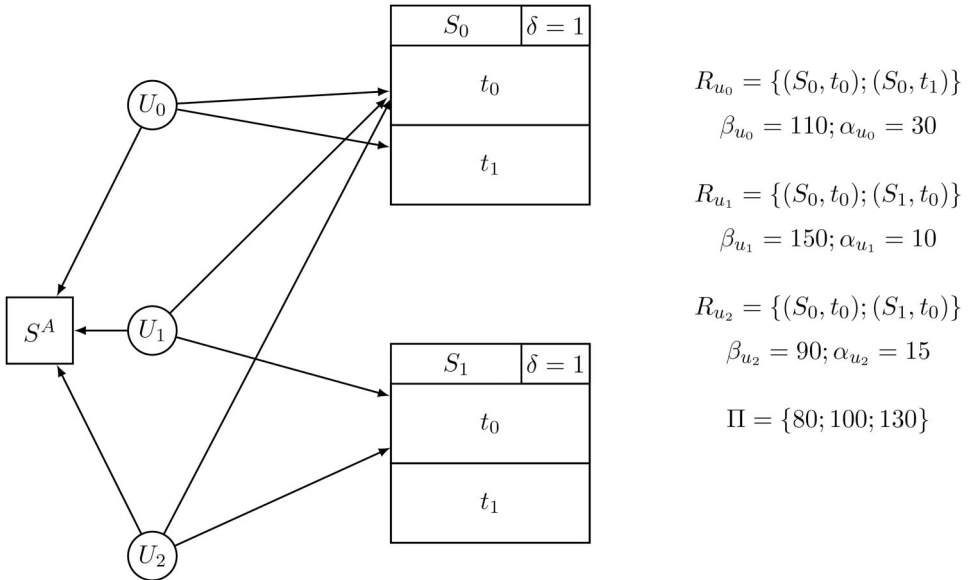 S_0 δ = 1
t_0
t_1
U_0
U_1
U_2
S^A
S_1 δ = 1
t_0
t_1
R_{u_0} = {(S_0, t_0); (S_0, t_1)}
β_{u_0} = 110; α_{u_0} = 30
R_{u_1} = {(S_0, t_0); (S_1, t_0)}
β_{u_1} = 150; α_{u_1} = 10
R_{u_2} = {(S_0, t_0); (S_1, t_0)}
β_{u_2} = 90; α_{u_2} = 15
Π = {80; 100; 130}